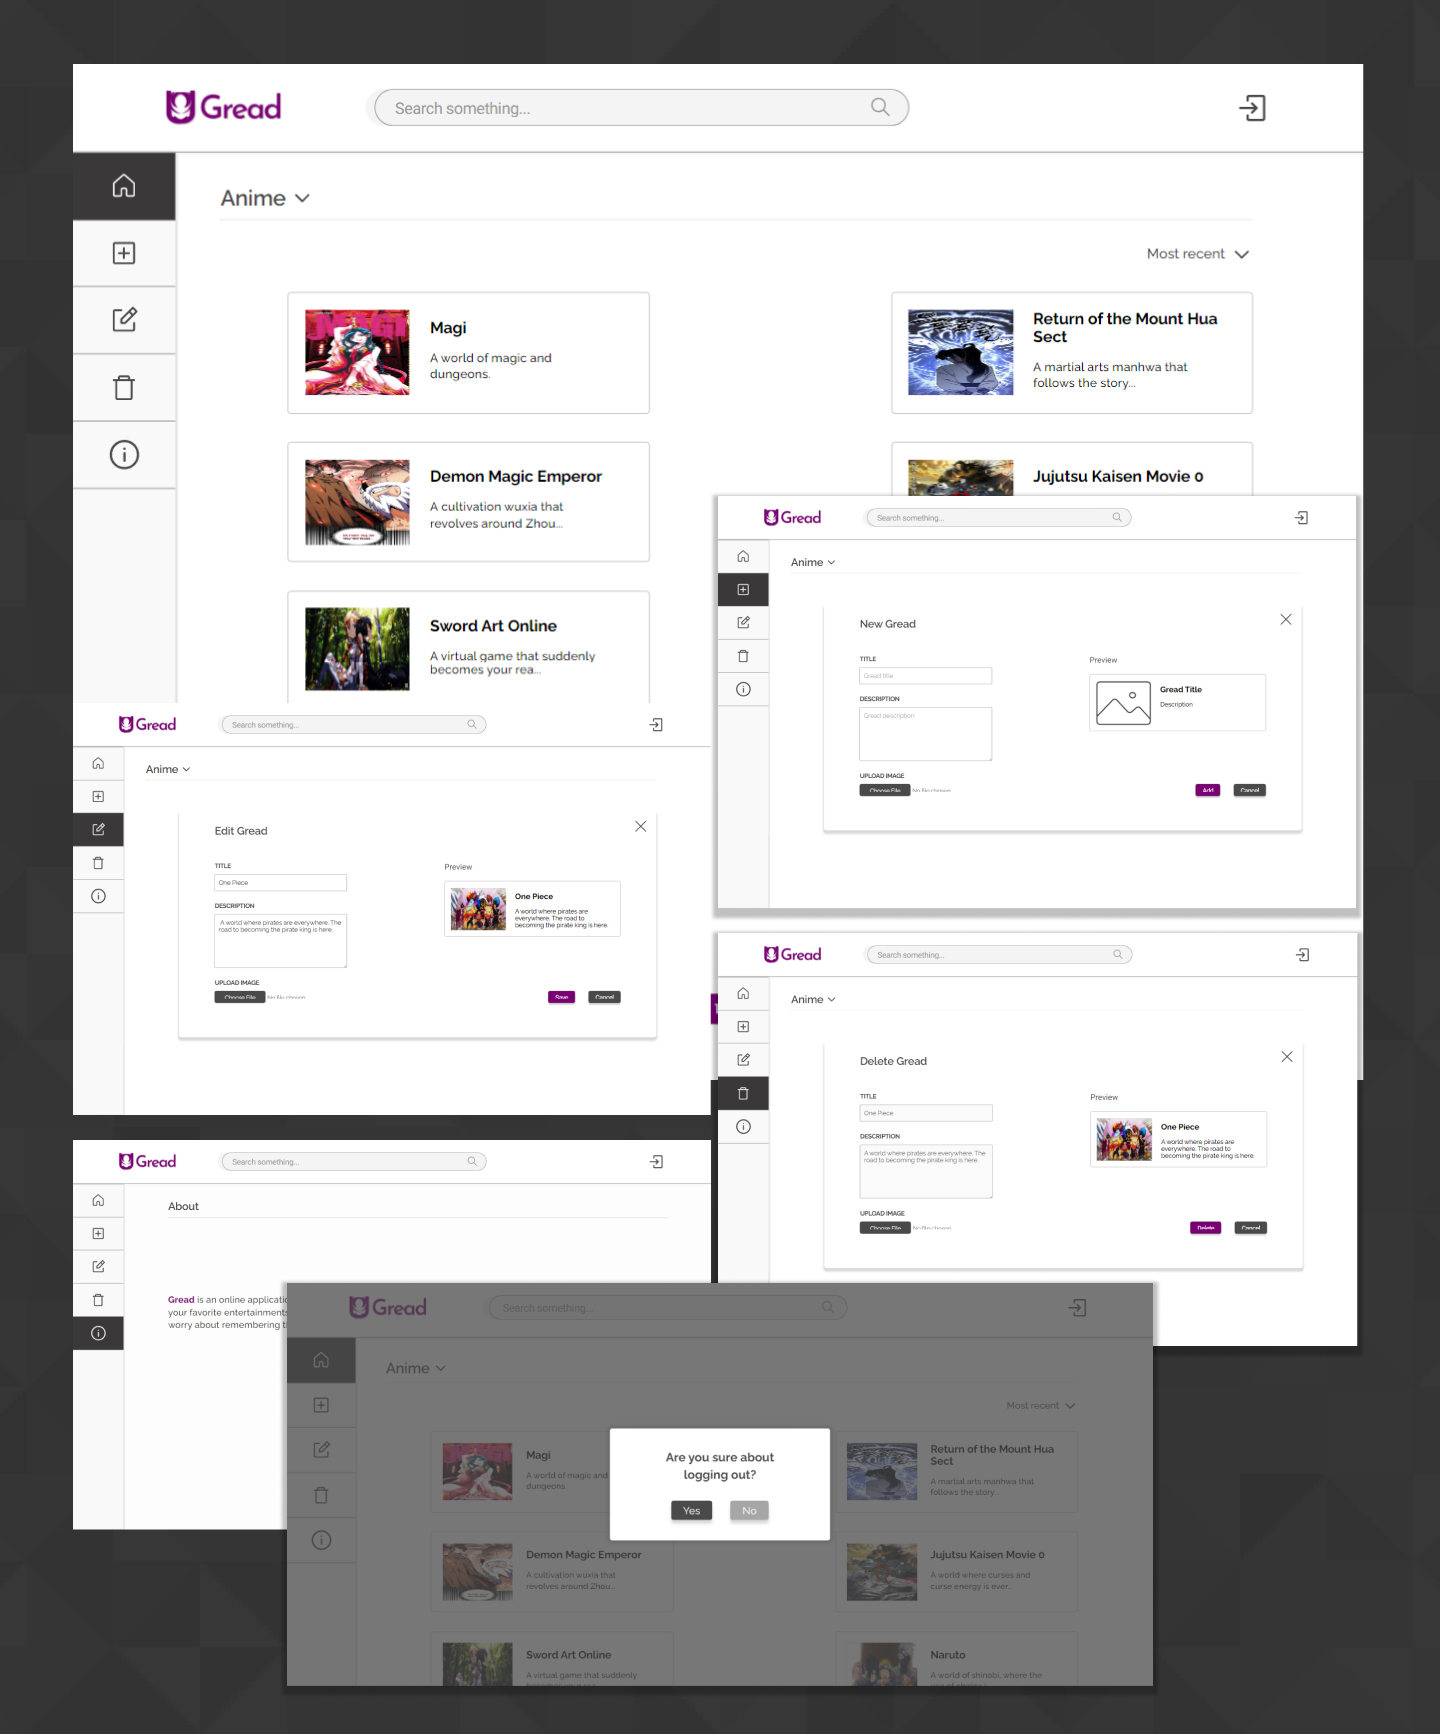 Gread
Search something...
Anime
Most recent
MAGI
Magi
A world of magic and
dungeons.
Return of the Mount Hua
Sect
A martial arts manhwa that
follows the story...
Demon Magic Emperor
A cultivation wuxia that
revolves around Zhou...
Jujutsu Kaisen Movie 0
Sword Art Online
A virtual game that suddenly
becomes your rea...
Gread
Search something...
Anime
New Gread
TITLE
Gread title
DESCRIPTION
Gread description
UPLOAD IMAGE
Choose File No file chosen
Preview
Gread Title
Description
Add
Cancel
Gread
Search something...
Anime
Edit Gread
TITLE
One Piece
DESCRIPTION
A world where pirates are everywhere. The
road to becoming the pirate king is here.
UPLOAD IMAGE
Choose File No file chosen
Preview
One Piece
A world where pirates are
everywhere. The road to
becoming the pirate king is here.
Save
Cancel
Gread
Search something...
Anime
Delete Gread
TITLE
One Piece
DESCRIPTION
A world where pirates are everywhere. The
road to becoming the pirate king is here.
UPLOAD IMAGE
Choose File No file chosen
Preview
One Piece
A world where pirates are
everywhere. The road to
becoming the pirate king is here.
Delete
Cancel
Gread
Search something...
About
Gread is an online applicatio
your favorite entertainments
worry about remembering t
Gread
Search something...
Anime
Most recent
Magi
A world of magic and
dungeons.
Return of the Mount Hua
Sect
A martial arts manhwa that
follows the story...
Are you sure about
logging out?
Yes
No
Demon Magic Emperor
A cultivation wuxia that
revolves around Zhou...
Jujutsu Kaisen Movie 0
A world where curses and
curse energy is ever...
Sword Art Online
A virtual game that suddenly
Naruto
A world of shinobi, where the